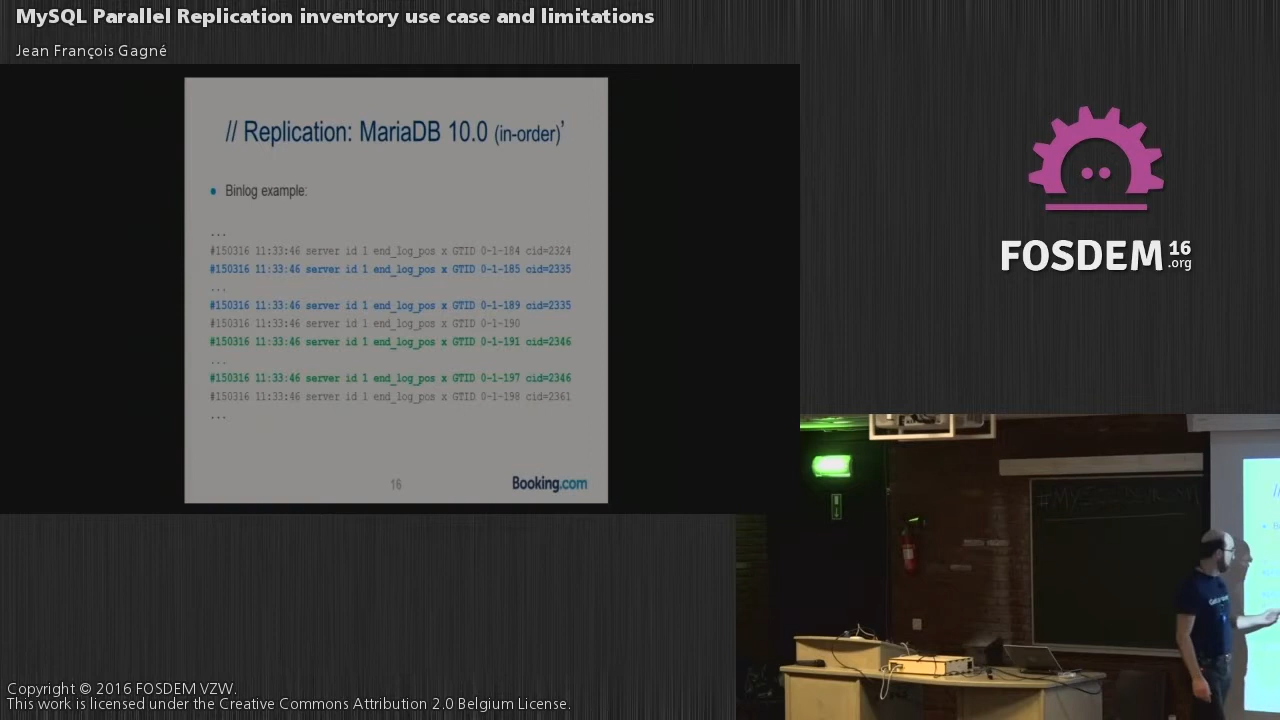 MySQL Parallel Replication inventory use case and limitations
Jean François Gagné
// Replication: MariaDB 10.0 (in-order)’
• Binlog example:
...
#150316 11:33:46 server id 1 end_log_pos x GTID 0-1-184 cid=2324
#150316 11:33:46 server id 1 end_log_pos x GTID 0-1-185 cid=2335
...
#150316 11:33:46 server id 1 end_log_pos x GTID 0-1-189 cid=2335
#150316 11:33:46 server id 1 end_log_pos x GTID 0-1-190
#150316 11:33:46 server id 1 end_log_pos x GTID 0-1-191 cid=2346
...
#150316 11:33:46 server id 1 end_log_pos x GTID 0-1-197 cid=2346
#150316 11:33:46 server id 1 end_log_pos x GTID 0-1-198 cid=2361
...
16
Booking.com
FOSDEM 16 .org
Copyright © 2016 FOSDEM VZW.
This work is licensed under the Creative Commons Attribution 2.0 Belgium License.